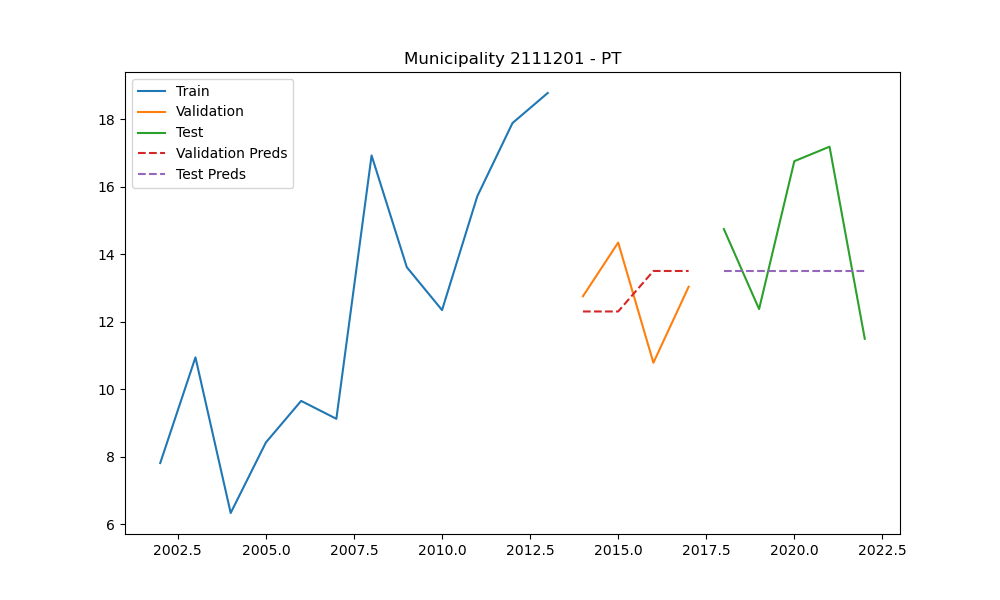 Municipality 2111201 - PT
Train
Validation
Test
Validation Preds
Test Preds
18
16
14
12
10
8
6
2002.5 2005.0 2007.5 2010.0 2012.5 2015.0 2017.5 2020.0 2022.5